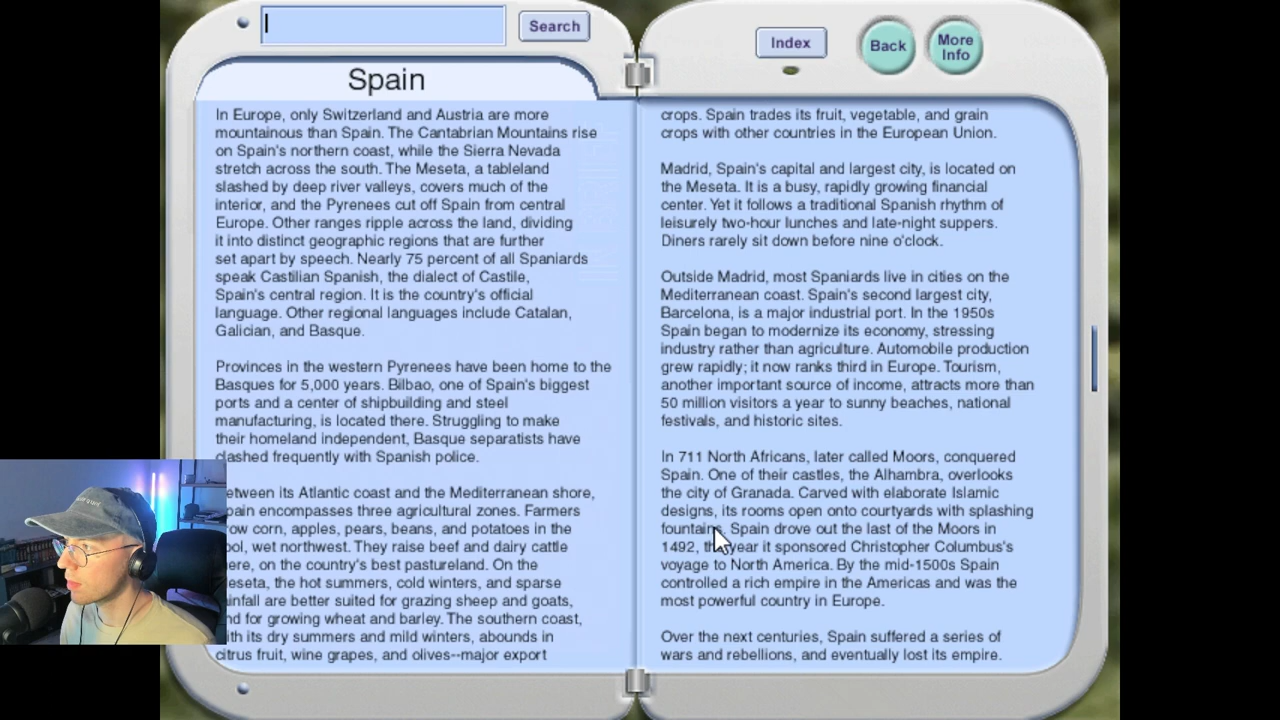 Search
Index
Back
More
Info
Spain
In Europe, only Switzerland and Austria are more
mountainous than Spain. The Cantabrian Mountains rise
on Spain's northern coast, while the Sierra Nevada
stretch across the south. The Meseta, a tableland
slashed by deep river valleys, covers much of the
interior, and the Pyrenees cut off Spain from central
Europe. Other ranges ripple across the land, dividing
it into distinct geographic regions that are further
set apart by speech. Nearly 75 percent of all Spaniards
speak Castilian Spanish, the dialect of Castile,
Spain's central region. It is the country's official
language. Other regional languages include Catalan,
Galician, and Basque.
Provinces in the western Pyrenees have been home to the
Basques for 5,000 years. Bilbao, one of Spain's biggest
ports and a center of shipbuilding and steel
manufacturing, is located there. Struggling to make
their homeland independent, Basque separatists have
clashed frequently with Spanish police.
etween its Atlantic coast and the Mediterranean shore,
pain encompasses three agricultural zones. Farmers
ow corn, apples, pears, beans, and potatoes in the
ool, wet northwest. They raise beef and dairy cattle
ere, on the country's best pastureland. On the
eseta, the hot summers, cold winters, and sparse
ainfall are better suited for grazing sheep and goats,
nd for growing wheat and barley. The southern coast,
ith its dry summers and mild winters, abounds in
citrus fruit, wine grapes, and olives--major export
crops. Spain trades its fruit, vegetable, and grain
crops with other countries in the European Union.
Madrid, Spain's capital and largest city, is located on
the Meseta. It is a busy, rapidly growing financial
center. Yet it follows a traditional Spanish rhythm of
leisurely two-hour lunches and late-night suppers.
Diners rarely sit down before nine o'clock.
Outside Madrid, most Spaniards live in cities on the
Mediterranean coast. Spain's second largest city,
Barcelona, is a major industrial port. In the 1950s
Spain began to modernize its economy, stressing
industry rather than agriculture. Automobile production
grew rapidly; it now ranks third in Europe. Tourism,
another important source of income, attracts more than
50 million visitors a year to sunny beaches, national
festivals, and historic sites.
In 711 North Africans, later called Moors, conquered
Spain. One of their castles, the Alhambra, overlooks
the city of Granada. Carved with elaborate Islamic
designs, its rooms open onto courtyards with splashing
fountains. Spain drove out the last of the Moors in
1492, the year it sponsored Christopher Columbus's
voyage to North America. By the mid-1500s Spain
controlled a rich empire in the Americas and was the
most powerful country in Europe.
Over the next centuries, Spain suffered a series of
wars and rebellions, and eventually lost its empire.